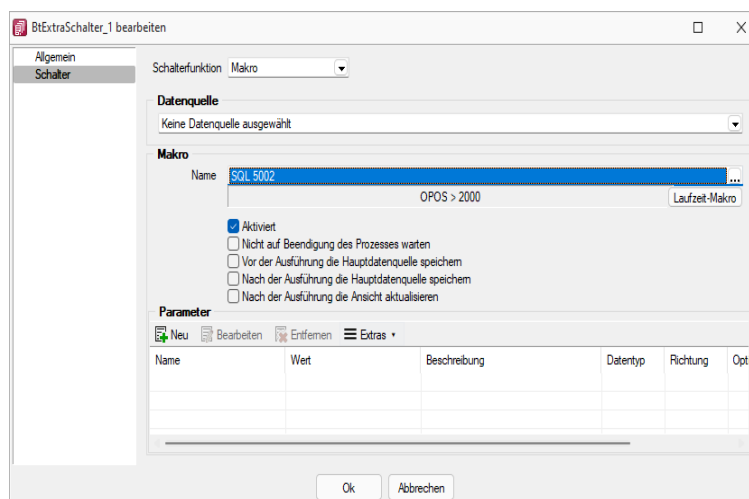 BtExtraSchalter_1 bearbeiten
Allgemein
Schalter
Schalterfunktion Makro
Datenquelle
Keine Datenquelle ausgewählt
Makro
Name SQL 5002 ...
OPOS > 2000 Laufzeit-Makro
Aktiviert
Nicht auf Beendigung des Prozesses warten
Vor der Ausführung die Hauptdatenquelle speichern
Nach der Ausführung die Hauptdatenquelle speichern
Nach der Ausführung die Ansicht aktualisieren
Parameter
Neu Bearbeiten Entfernen Extras
Name Wert Beschreibung Datentyp Richtung Opt
Ok Abbrechen